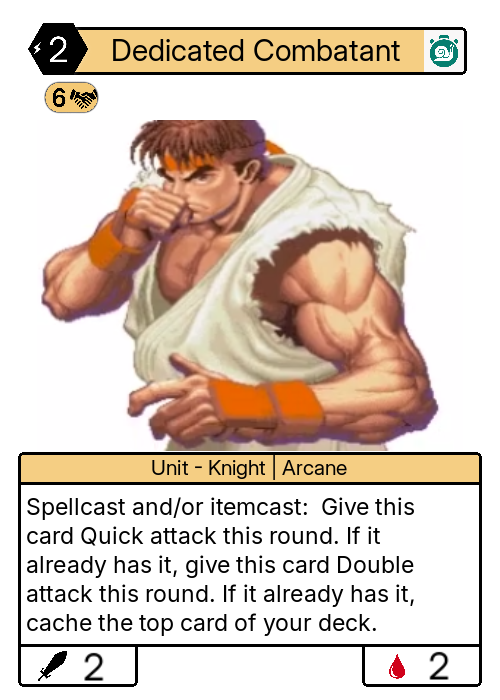 2 Dedicated Combatant
6
Unit - Knight | Arcane
Spellcast and/or itemcast:  Give this
card Quick attack this round. If it
already has it, give this card Double
attack this round. If it already has it,
cache the top card of your deck.
2 2